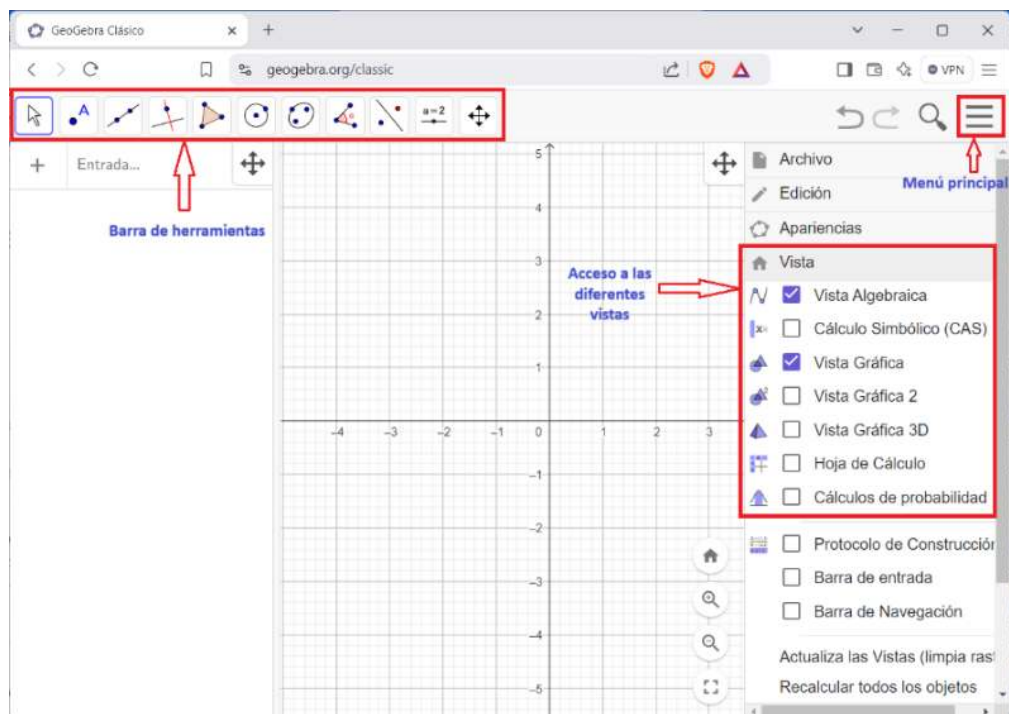 GeoGebra Clásico
geogebra.org/classic
VPN
A
a=2
Entrada...
Barra de herramientas
Menú principal
Archivo
Edición
Apariencias
Vista
Acceso a las
diferentes
vistas
Vista Algebraica
x=
Cálculo Simbólico (CAS)
Vista Gráfica
2
Vista Gráfica 2
Vista Gráfica 3D
Hoja de Cálculo
Cálculos de probabilidad
Protocolo de Construcción
Barra de entrada
Barra de Navegación
Actualiza las Vistas (limpia rast
Recalcular todos los objetos
5
4
3
2
1
0
-4 -3 -2 -1 0 1 2 3
-1
-2
-3
-4
-5